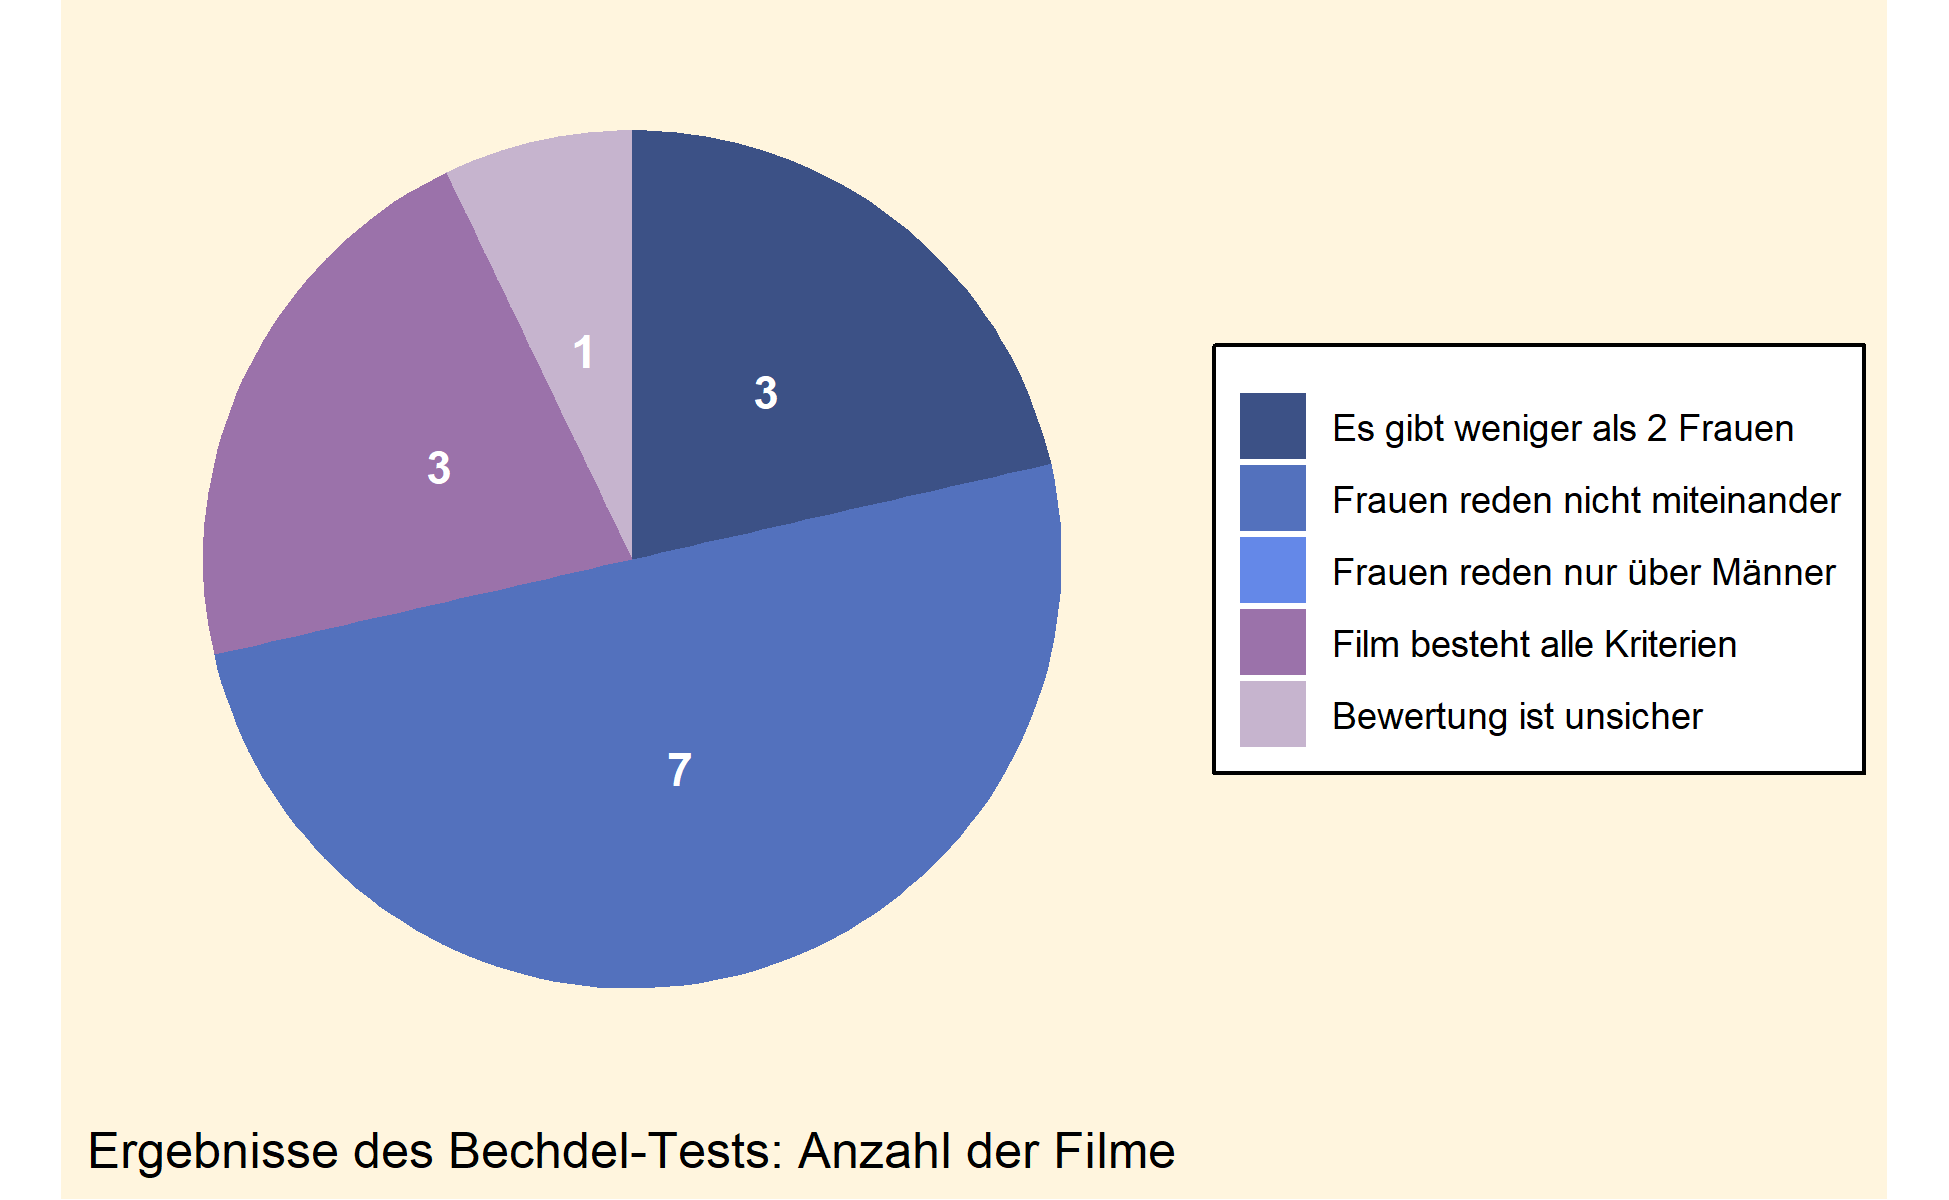 1
3
3
7
Es gibt weniger als 2 Frauen
Frauen reden nicht miteinander
Frauen reden nur über Männer
Film besteht alle Kriterien
Bewertung ist unsicher
Ergebnisse des Bechdel-Tests: Anzahl der Filme